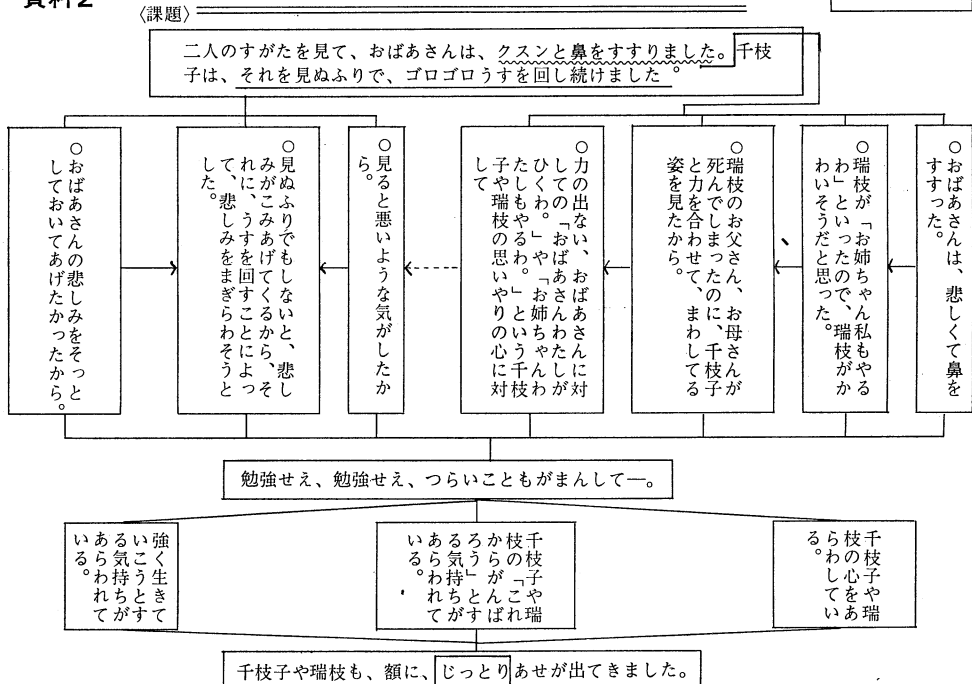 資料2
〈課題〉
二人のすがたを見て、おばあさんは、クスンと鼻をすすりました。千枝
子は、それを見ぬふりで、ゴロゴロうすを回し続けました。
○おばあさんは、悲しくて鼻を
すすった。
○瑞枝が「お姉ちゃん私もやる
わ」といったので、瑞枝がか
わいそうだと思った。
○瑞枝のお父さん、お母さんが
死んでしまったのに、千枝子
と力を合わせて、まわしてる
姿を見たから。
○力の出ない、おばあさんに対
しての「おばあさんわたしが
ひくわ。」や「お姉ちゃんわ
たしもやるわ。」という千枝
子や瑞枝の思いやりの心に対
して
○見ると悪いような気がしたか
ら。
○見ぬふりでもしないと、悲し
みがこみあげてくるから、そ
れに、うすを回すことによっ
て、悲しみをまぎらわそうと
した。
○おばあさんの悲しみをそっと
しておいてあげたかったから。
勉強せえ、勉強せえ、つらいこともがまんして―。
千枝子や瑞
枝の心をあ
らわしてい
る。
千枝子や瑞
枝の「これ
からがんば
ろう」とす
る気持ちが
あらわれて
いる。
強く生きて
いこうとす
る気持ちが
あらわれて
いる。
千枝子や瑞枝も、額に、じっとりあせが出てきました。